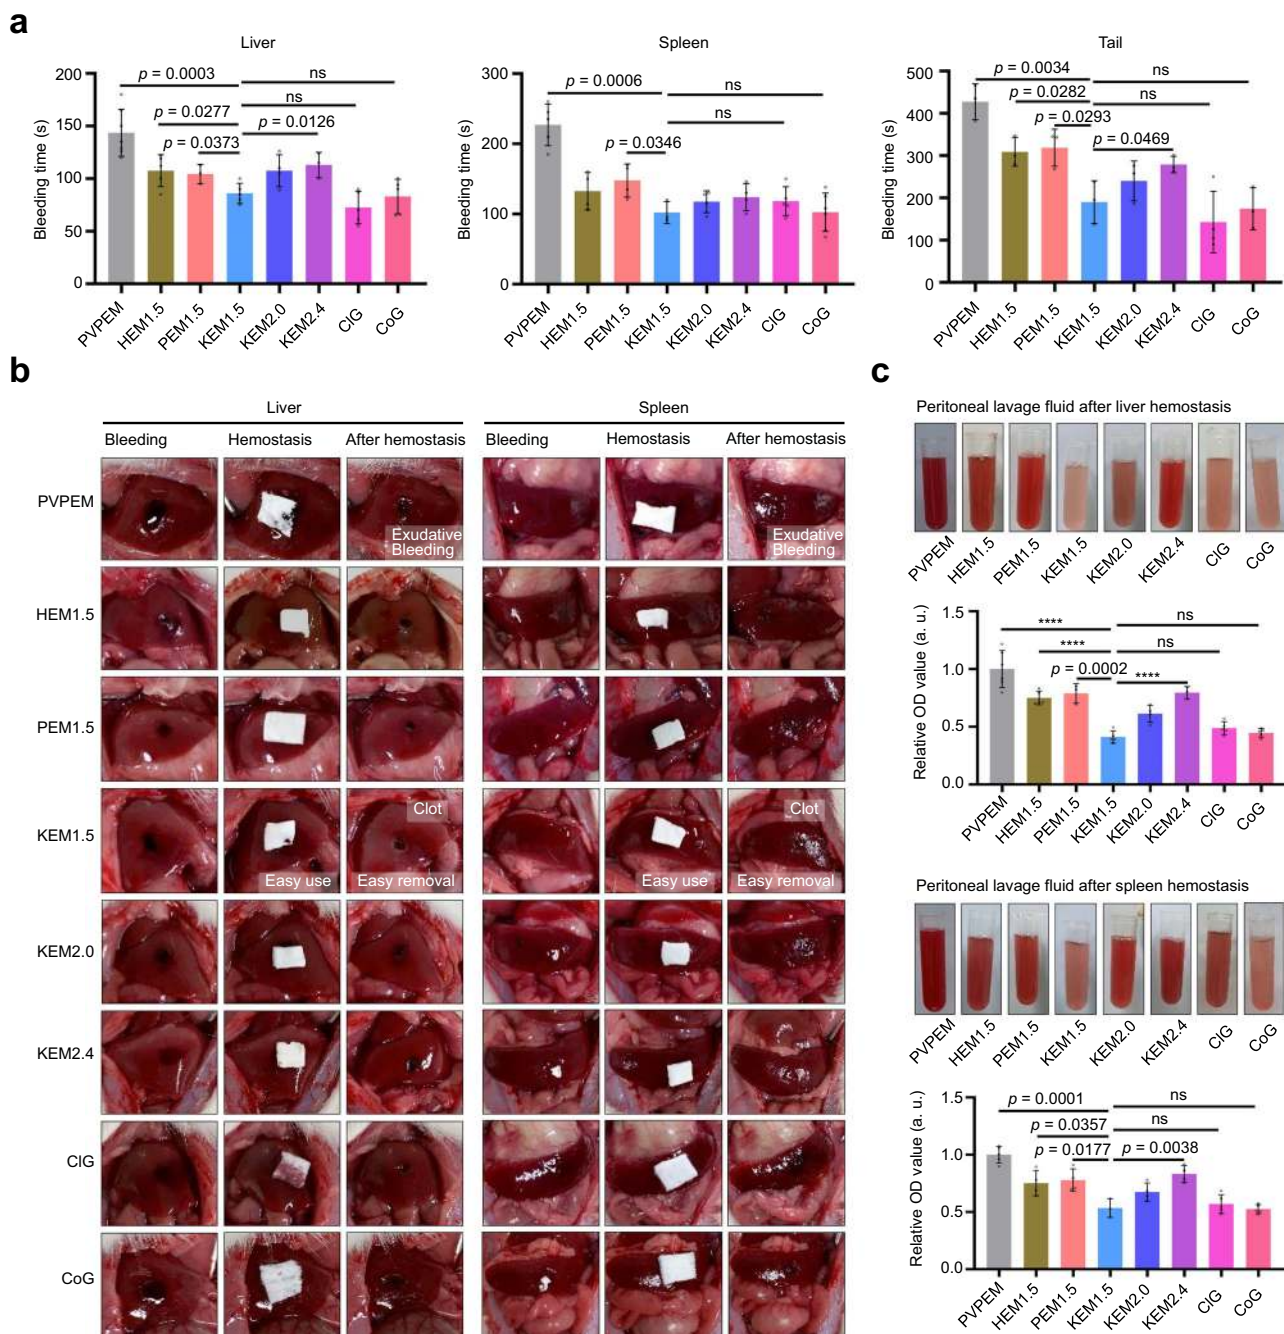 a
Liver
Bleeding time (s)
200
150
100
50
0
p = 0.0003
ns
ns
p = 0.0277
p = 0.0126
p = 0.0373
PVPEM
HEM1.5
PEM1.5
KEM1.5
KEM2.0
KEM2.4
ClG
CoG
Spleen
Bleeding time (s)
300
200
100
0
p = 0.0006
ns
ns
p = 0.0346
PVPEM
HEM1.5
PEM1.5
KEM1.5
KEM2.0
KEM2.4
ClG
CoG
Tail
Bleeding time (s)
500
400
300
200
100
0
p = 0.0034
ns
p = 0.0282
ns
p = 0.0293
p = 0.0469
PVPEM
HEM1.5
PEM1.5
KEM1.5
KEM2.0
KEM2.4
ClG
CoG
b
Liver
Spleen
Bleeding
Hemostasis
After hemostasis
Bleeding
Hemostasis
After hemostasis
PVPEM
Exudative
Bleeding
Exudative
Bleeding
HEM1.5
PEM1.5
KEM1.5
Clot
Easy use
Easy removal
Clot
Easy use
Easy removal
KEM2.0
KEM2.4
ClG
CoG
c
Peritoneal lavage fluid after liver hemostasis
PVPEM
HEM1.5
PEM1.5
KEM1.5
KEM2.0
KEM2.4
ClG
CoG
Relative OD value (a. u.)
1.5
1.0
0.5
0.0
****
ns
****
ns
p = 0.0002
****
PVPEM
HEM1.5
PEM1.5
KEM1.5
KEM2.0
KEM2.4
ClG
CoG
Peritoneal lavage fluid after spleen hemostasis
PVPEM
HEM1.5
PEM1.5
KEM1.5
KEM2.0
KEM2.4
ClG
CoG
Relative OD value (a. u.)
1.5
1.0
0.5
0.0
p = 0.0001
ns
p = 0.0357
ns
p = 0.0177
p = 0.0038
PVPEM
HEM1.5
PEM1.5
KEM1.5
KEM2.0
KEM2.4
ClG
CoG